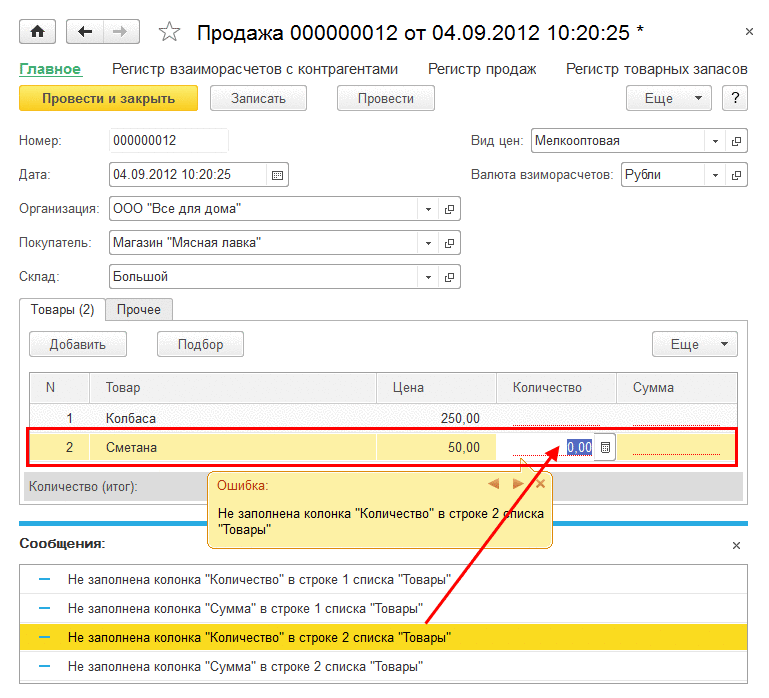 Продажа 000000012 от 04.09.2012 10:20:25 *
Главное Регистр взаиморасчетов с контрагентами Регистр продаж Регистр товарных запасов
Провести и закрыть Записать Провести Еще ?
Номер: 000000012 Вид цен: Мелкооптовая
Дата: 04.09.2012 10:20:25 Валюта взиморасчетов: Рубли
Организация: ООО "Все для дома"
Покупатель: Магазин "Мясная лавка"
Склад: Большой
Товары (2) Прочее
Добавить Подбор Еще
N Товар Цена Количество Сумма
1 Колбаса 250,00
2 Сметана 50,00 0,00
Количество (итог):
Ошибка:
Не заполнена колонка "Количество" в строке 2 списка
"Товары"
Сообщения:
Не заполнена колонка "Количество" в строке 1 списка "Товары"
Не заполнена колонка "Сумма" в строке 1 списка "Товары"
Не заполнена колонка "Количество" в строке 2 списка "Товары"
Не заполнена колонка "Сумма" в строке 2 списка "Товары"